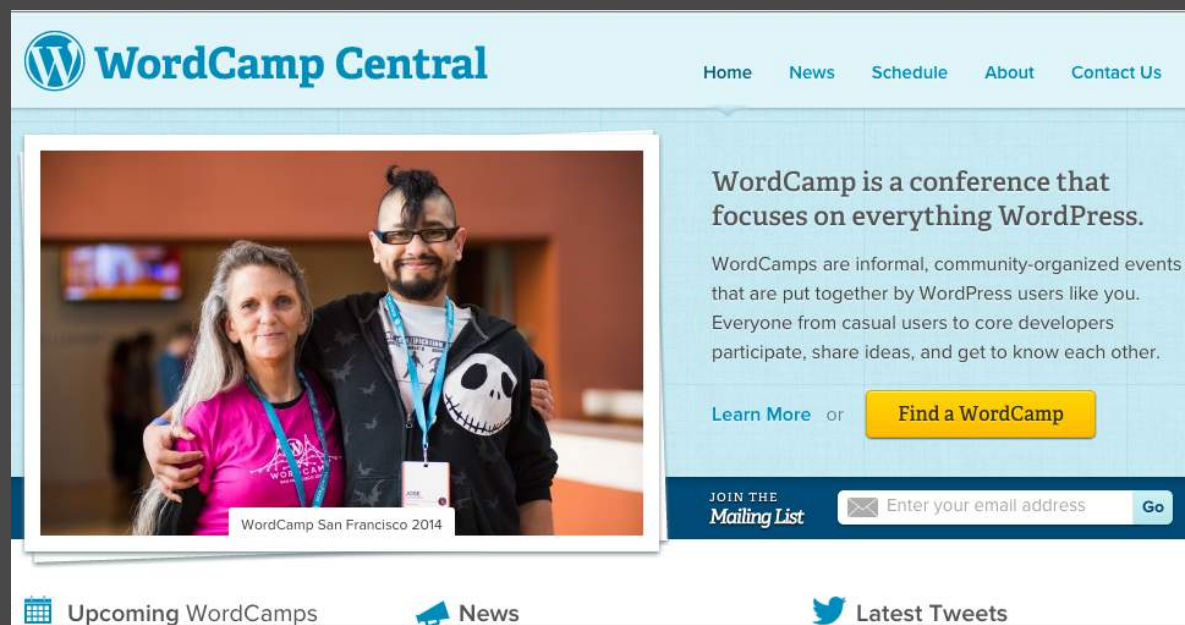 WordCamp Central
Home News Schedule About Contact Us
WordCamp is a conference that
focuses on everything WordPress.
WordCamps are informal, community-organized events
that are put together by WordPress users like you.
Everyone from casual users to core developers
participate, share ideas, and get to know each other.
Learn More or Find a WordCamp
JOSE
WORDCAMP
WordCamp San Francisco 2014
JOIN THE
Mailing List
Enter your email address Go
Upcoming WordCamps
News
Latest Tweets